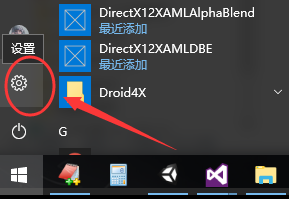 DirectX12XAMLAlphaBlend
最近添加
设置
DirectX12XAMLDBE
最近添加
Droid4X
G